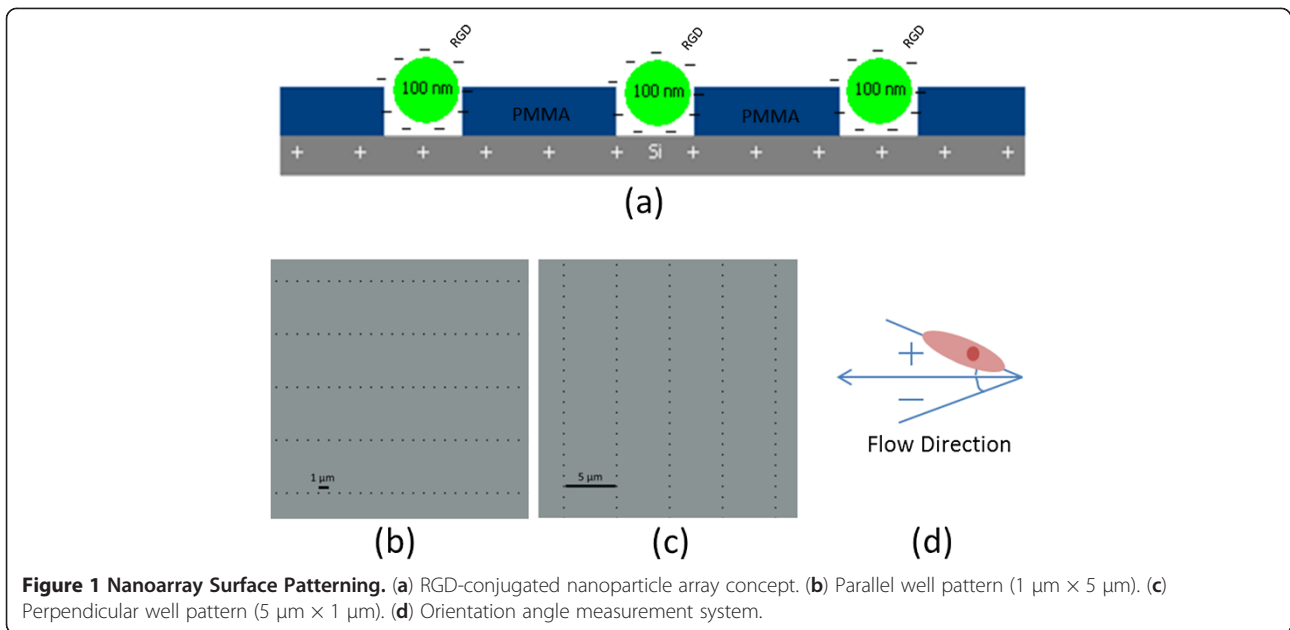 RGD RGD RGD
− − − − − − − − −
100 nm 100 nm 100 nm
PMMA PMMA
+ + + + + + Si + + + + + +
(a)
1 μm
5 μm
+
−
Flow Direction
(b) (c) (d)
Figure 1 Nanoarray Surface Patterning. (a) RGD-conjugated nanoparticle array concept. (b) Parallel well pattern (1 μm × 5 μm). (c)
Perpendicular well pattern (5 μm × 1 μm). (d) Orientation angle measurement system.